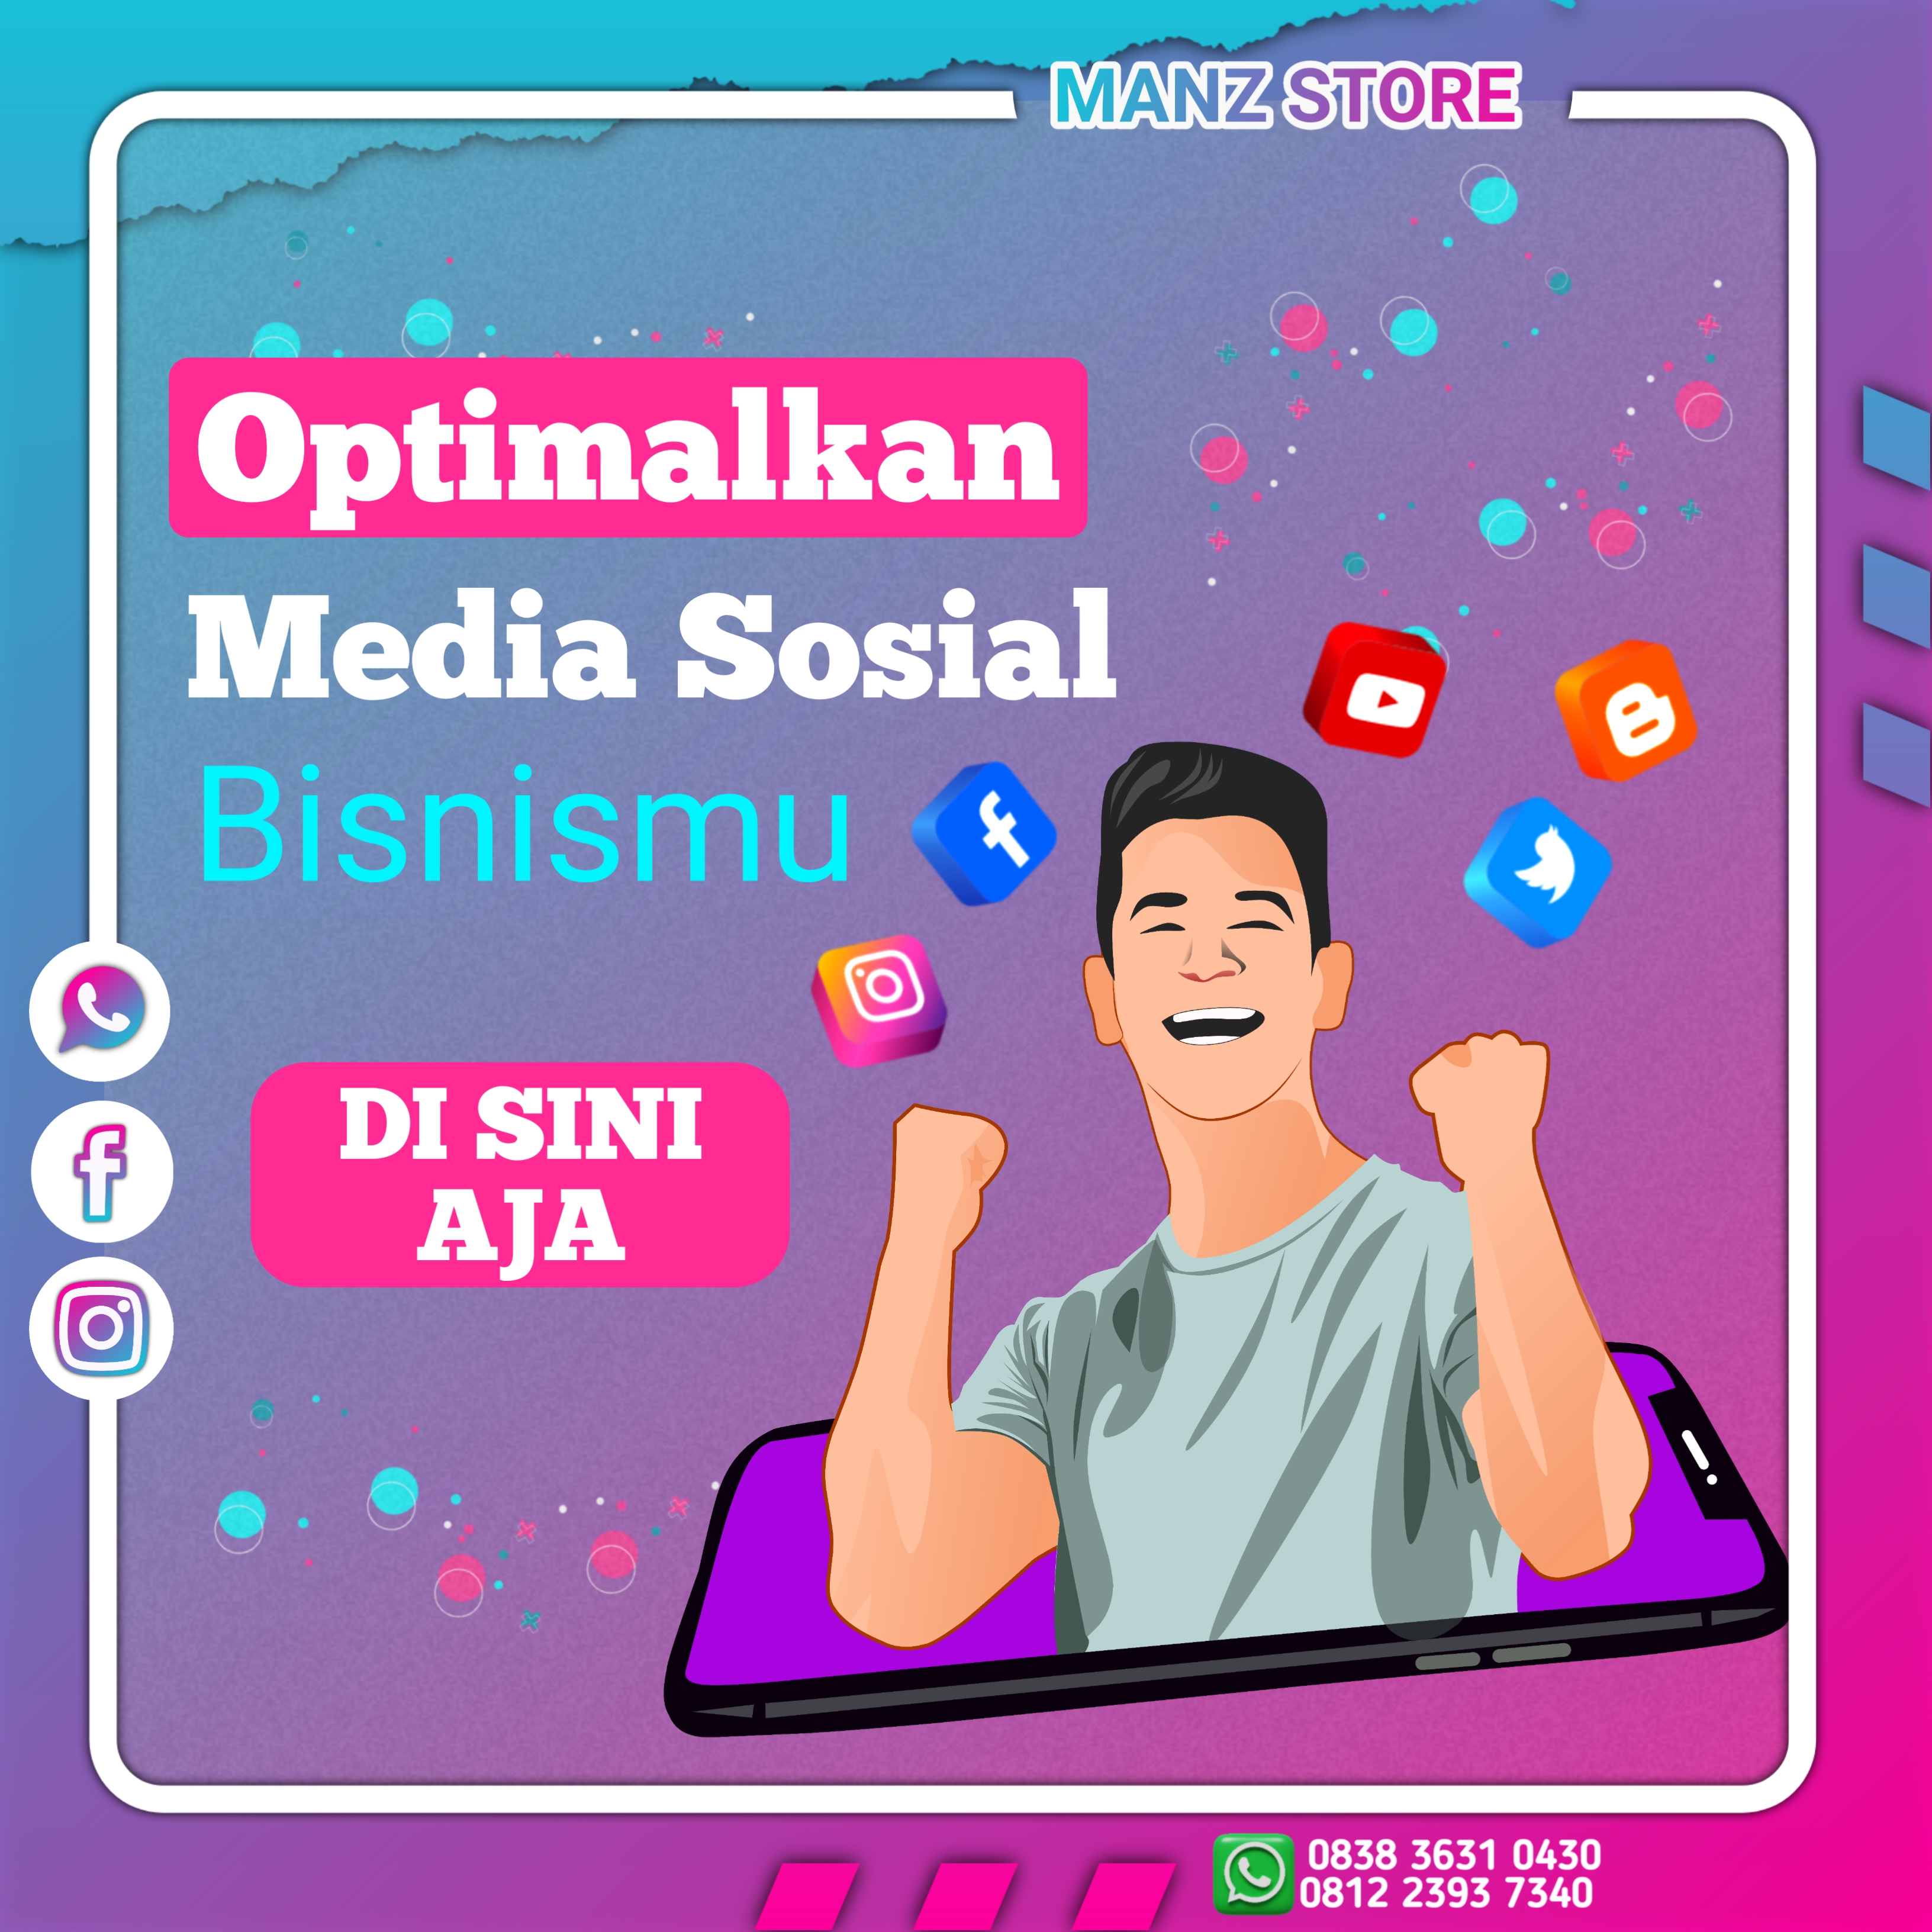 MANZ STORE
Optimalkan
Media Sosial
Bisnismu
DI SINI
AJA
0838 3631 0430
0812 2393 7340